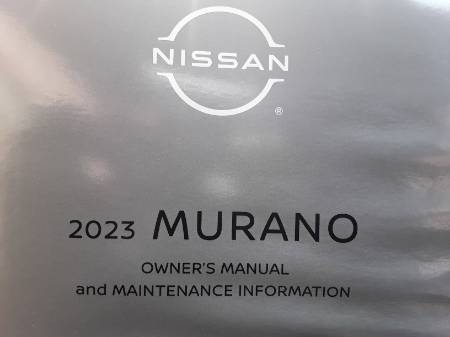 NISSAN
®
2023 MURANO
OWNER'S MANUAL
and MAINTENANCE INFORMATION